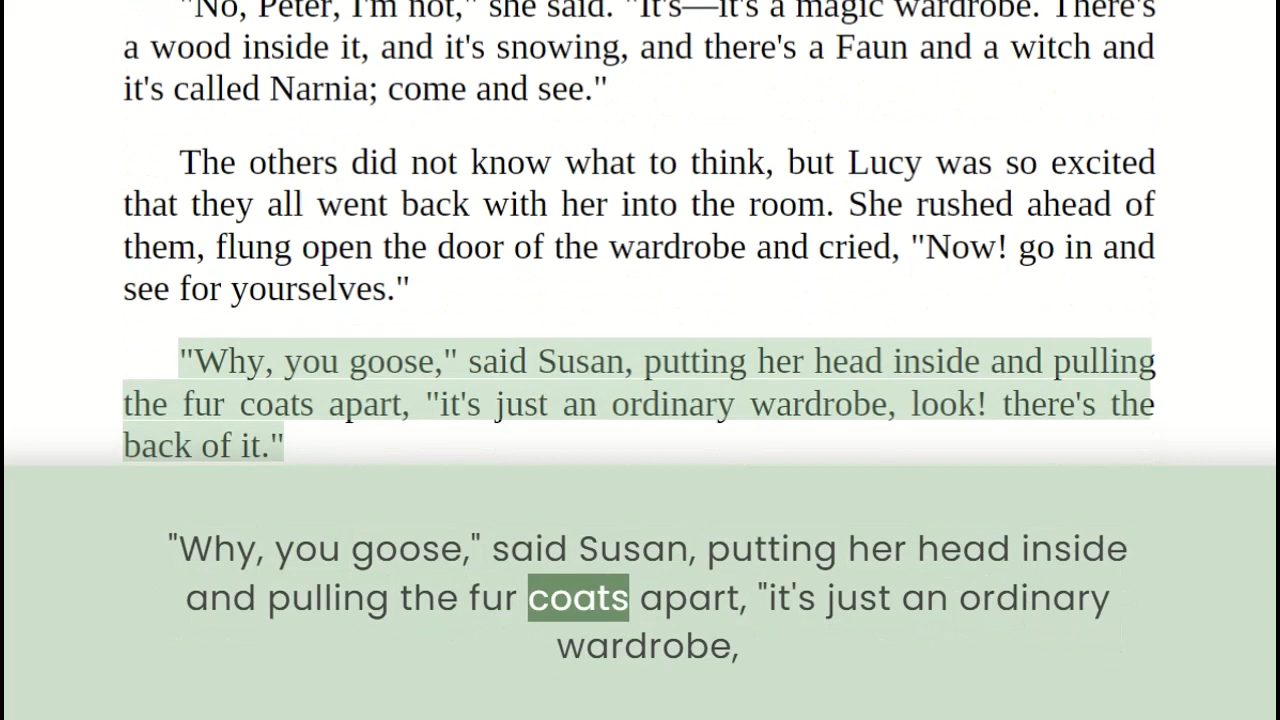 "No, Peter, I'm not," she said. "It's—it's a magic wardrobe. There's
a wood inside it, and it's snowing, and there's a Faun and a witch and
it's called Narnia; come and see."
The others did not know what to think, but Lucy was so excited
that they all went back with her into the room. She rushed ahead of
them, flung open the door of the wardrobe and cried, "Now! go in and
see for yourselves."
"Why, you goose," said Susan, putting her head inside and pulling
the fur coats apart, "it's just an ordinary wardrobe, look! there's the
back of it."
"Why, you goose," said Susan, putting her head inside
and pulling the fur coats apart, "it's just an ordinary
wardrobe,